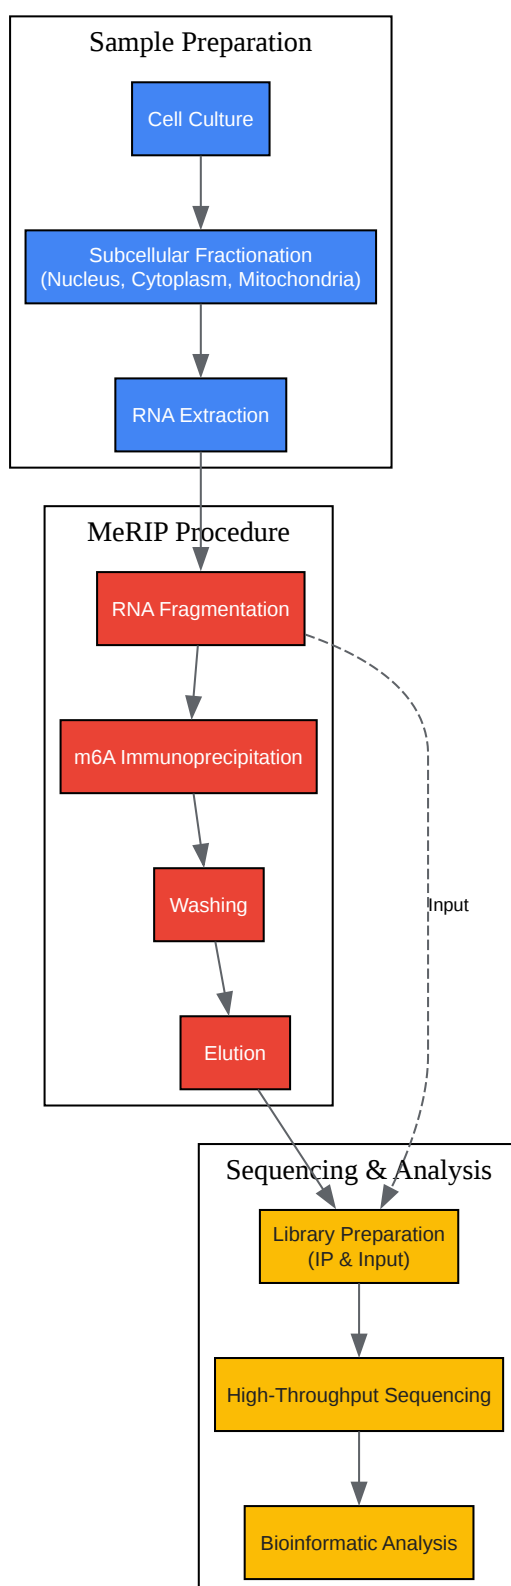 Sample Preparation
Cell Culture
Subcellular Fractionation
(Nucleus, Cytoplasm, Mitochondria)
RNA Extraction
MeRIP Procedure
RNA Fragmentation
m6A Immunoprecipitation
Washing
Input
Elution
Sequencing & Analysis
Library Preparation
(IP & Input)
High-Throughput Sequencing
Bioinformatic Analysis